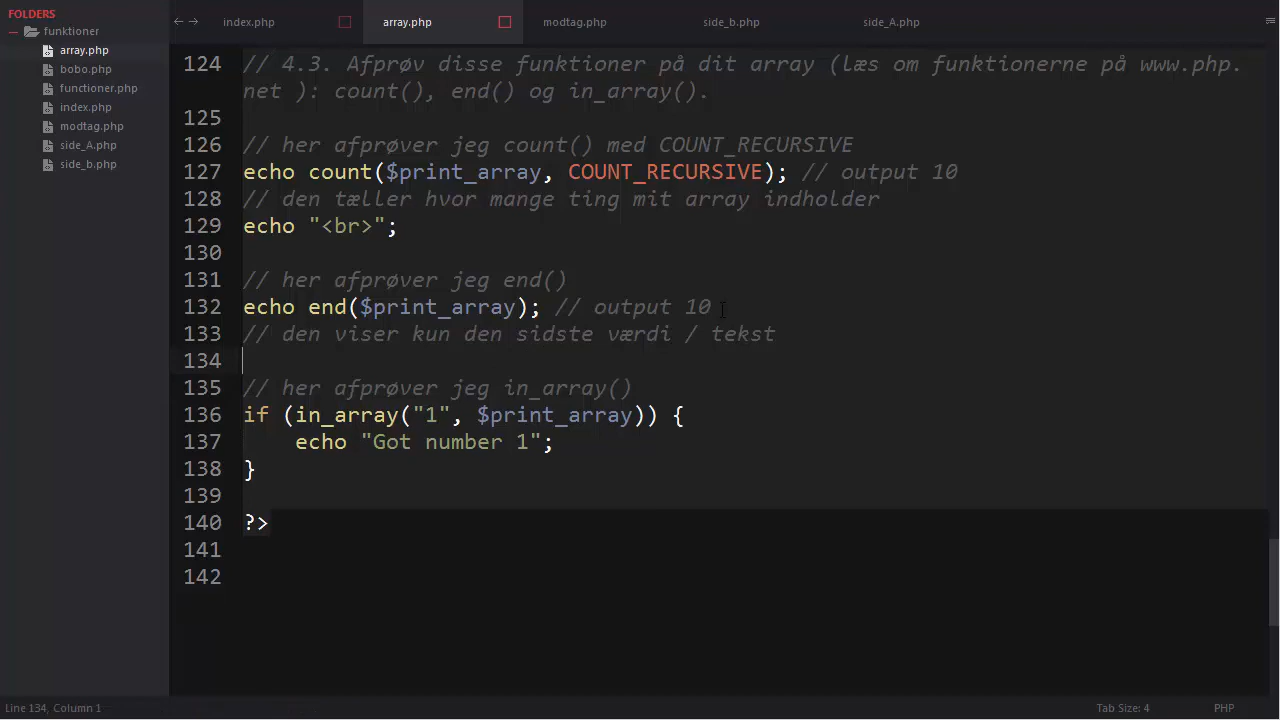 FOLDERS
funktioner
array.php
bobo.php
functioner.php
index.php
modtag.php
side_A.php
side_b.php
index.php
array.php
modtag.php
side_b.php
side_A.php
124 // 4.3. Afprøv disse funktioner på dit array (læs om funktionerne på www.php.
net ): count(), end() og in_array().
125
126 // her afprøver jeg count() med COUNT_RECURSIVE
127 echo count($print_array, COUNT_RECURSIVE); // output 10
128 // den tæller hvor mange ting mit array indholder
129 echo "<br>";
130
131 // her afprøver jeg end()
132 echo end($print_array); // output 10
133 // den viser kun den sidste værdi / tekst
134
135 // her afprøver jeg in_array()
136 if (in_array("1", $print_array)) {
137     echo "Got number 1";
138 }
139
140 ?>
141
142
Line 134, Column 1
Tab Size: 4
PHP